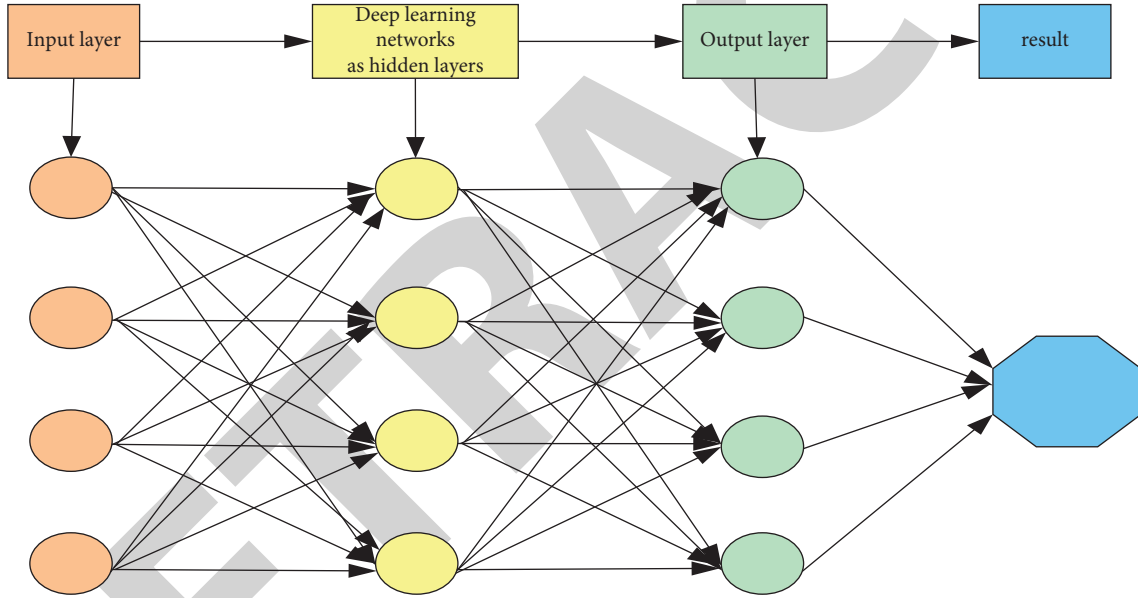 Input layer
Deep learning
networks
as hidden layers
Output layer
result